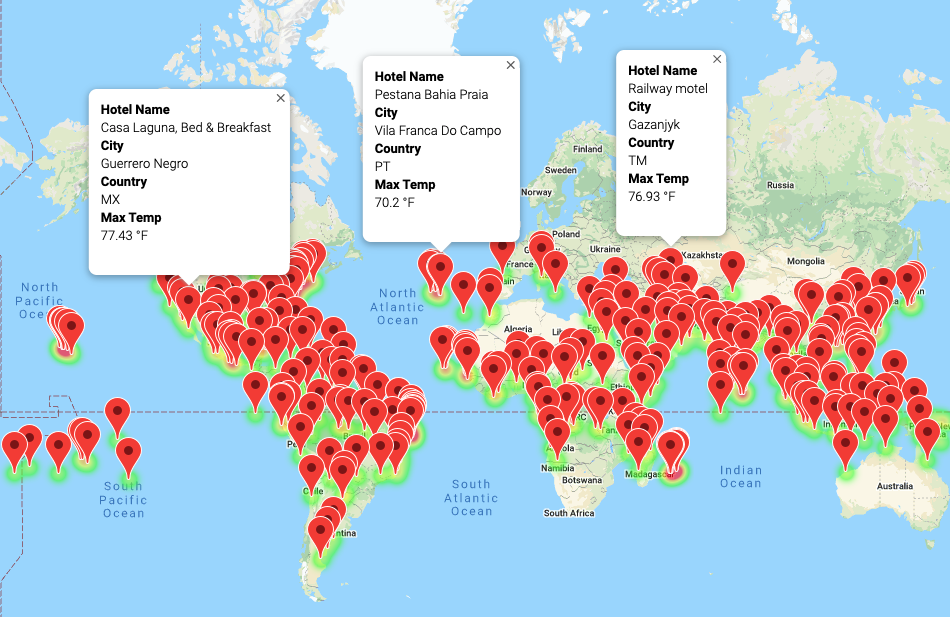 Hotel Name
Casa Laguna, Bed & Breakfast
City
Guerrero Negro
Country
MX
Max Temp
77.43 °F
Hotel Name
Pestana Bahia Praia
City
Vila Franca Do Campo
Country
PT
Max Temp
70.2 °F
Hotel Name
Railway motel
City
Gazanjyk
Country
TM
Max Temp
76.93 °F
Finland
Sweden
Norway
Russia
Poland
Ukraine
France
Kazakhstan
Mongolia
North
Pacific
Ocean
North
Atlantic
Ocean
Algeria
Namibia
Botswana
Madagascar
South Africa
South
Pacific
Ocean
South
Atlantic
Ocean
Indian
Ocean
Chile
Australia